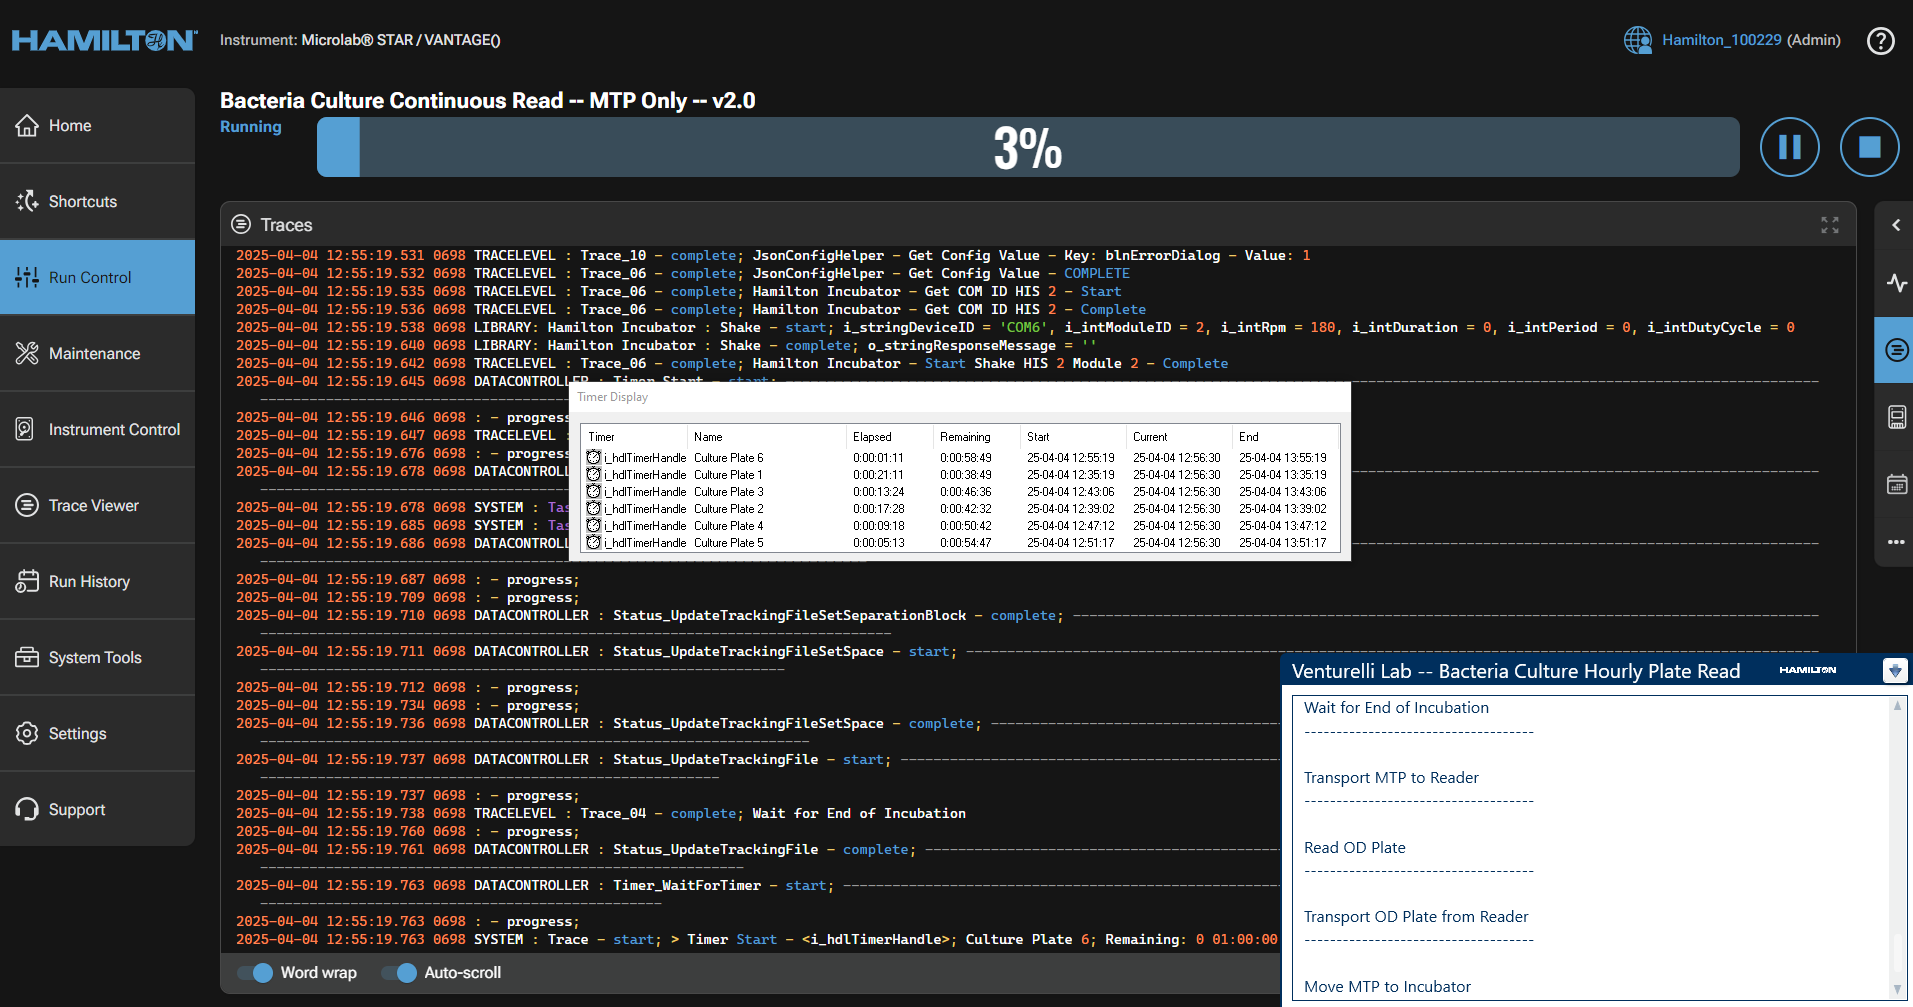 HAMILTON
Instrument: Microlab® STAR / VANTAGE()
Hamilton_100229 (Admin)
Home
Shortcuts
Run Control
Maintenance
Instrument Control
Trace Viewer
Run History
System Tools
Settings
Support
Bacteria Culture Continuous Read -- MTP Only -- v2.0
Running
3%
Traces
2025-04-04 12:55:19.531 0698 TRACELEVEL : Trace_10 - complete; JsonConfigHelper - Get Config Value - Key: blnErrorDialog - Value: 1
2025-04-04 12:55:19.532 0698 TRACELEVEL : Trace_06 - complete; JsonConfigHelper - Get Config Value - COMPLETE
2025-04-04 12:55:19.535 0698 TRACELEVEL : Trace_06 - complete; Hamilton Incubator - Get COM ID HIS 2 - Start
2025-04-04 12:55:19.536 0698 TRACELEVEL : Trace_06 - complete; Hamilton Incubator - Get COM ID HIS 2 - Complete
2025-04-04 12:55:19.538 0698 LIBRARY: Hamilton Incubator : Shake - start; i_stringDeviceID = 'COM6', i_intModuleID = 2, i_intRpm = 180, i_intDuration = 0, i_intPeriod = 0, i_intDutyCycle = 0
2025-04-04 12:55:19.640 0698 LIBRARY: Hamilton Incubator : Shake - complete; o_stringResponseMessage = ''
2025-04-04 12:55:19.642 0698 TRACELEVEL : Trace_06 - complete; Hamilton Incubator - Start Shake HIS 2 Module 2 - Complete
2025-04-04 12:55:19.645 0698 DATACONTROLLER : Timer_Start - start;
2025-04-04 12:55:19.646 0698 : - progress
2025-04-04 12:55:19.647 0698 TRACELEVEL :
2025-04-04 12:55:19.676 0698 : - progress
2025-04-04 12:55:19.678 0698 DATACONTROLL
2025-04-04 12:55:19.678 0698 SYSTEM : Tas
2025-04-04 12:55:19.685 0698 SYSTEM : Tas
2025-04-04 12:55:19.686 0698 DATACONTROLL
2025-04-04 12:55:19.687 0698 : - progress;
2025-04-04 12:55:19.709 0698 : - progress;
2025-04-04 12:55:19.710 0698 DATACONTROLLER : Status_UpdateTrackingFileSetSeparationBlock - complete;
2025-04-04 12:55:19.711 0698 DATACONTROLLER : Status_UpdateTrackingFileSetSpace - start;
2025-04-04 12:55:19.712 0698 : - progress;
2025-04-04 12:55:19.734 0698 : - progress;
2025-04-04 12:55:19.736 0698 DATACONTROLLER : Status_UpdateTrackingFileSetSpace - complete;
2025-04-04 12:55:19.737 0698 DATACONTROLLER : Status_UpdateTrackingFile - start;
2025-04-04 12:55:19.737 0698 : - progress;
2025-04-04 12:55:19.738 0698 TRACELEVEL : Trace_04 - complete; Wait for End of Incubation
2025-04-04 12:55:19.760 0698 : - progress;
2025-04-04 12:55:19.761 0698 DATACONTROLLER : Status_UpdateTrackingFile - complete;
2025-04-04 12:55:19.763 0698 DATACONTROLLER : Timer_WaitForTimer - start;
2025-04-04 12:55:19.763 0698 : - progress;
2025-04-04 12:55:19.763 0698 SYSTEM : Trace - start; > Timer Start - <i_hdlTimerHandle>; Culture Plate 6; Remaining: 0 01:00:00
Word wrap
Auto-scroll
Timer Display
Timer Name Elapsed Remaining Start Current End
i_hdlTimerHandle Culture Plate 6 0:00:01:11 0:00:58:49 25-04-04 12:55:19 25-04-04 12:56:30 25-04-04 13:55:19
i_hdlTimerHandle Culture Plate 1 0:00:21:11 0:00:38:49 25-04-04 12:35:19 25-04-04 12:56:30 25-04-04 13:35:19
i_hdlTimerHandle Culture Plate 3 0:00:13:24 0:00:46:36 25-04-04 12:43:06 25-04-04 12:56:30 25-04-04 13:43:06
i_hdlTimerHandle Culture Plate 2 0:00:17:28 0:00:42:32 25-04-04 12:39:02 25-04-04 12:56:30 25-04-04 13:39:02
i_hdlTimerHandle Culture Plate 4 0:00:09:18 0:00:50:42 25-04-04 12:47:12 25-04-04 12:56:30 25-04-04 13:47:12
i_hdlTimerHandle Culture Plate 5 0:00:05:13 0:00:54:47 25-04-04 12:51:17 25-04-04 12:56:30 25-04-04 13:51:17
Venturelli Lab -- Bacteria Culture Hourly Plate Read HAMILTON
Wait for End of Incubation
Transport MTP to Reader
Read OD Plate
Transport OD Plate from Reader
Move MTP to Incubator